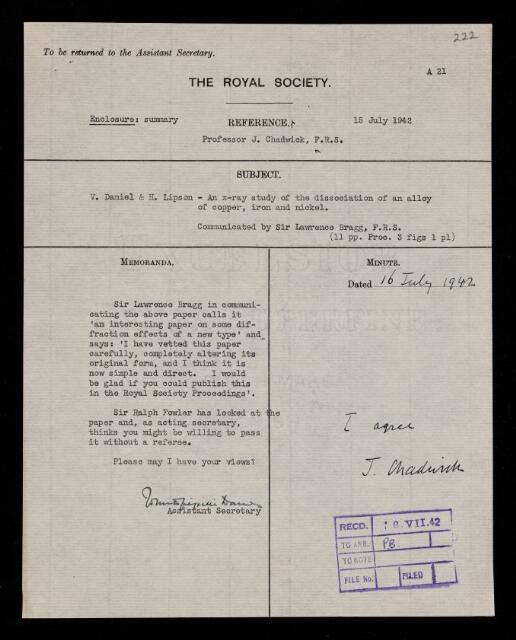 222
To be returned to the Assistant Secretary.
A 21
THE ROYAL SOCIETY.
Enclosure: summary
REFERENCE.
15 July 1942
Professor J. Chadwick, F.R.S.
SUBJECT.
V. Daniel & H. Lipson - An x-ray study of the dissociation of an alloy
of copper, iron and nickel.
Communicated by Sir Lawrence Bragg, F.R.S.
(11 pp. Proc. 3 figs 1 pl)
MEMORANDA.
Sir Lawrence Bragg in communi-
cating the above paper calls it
'an interesting paper on some dif-
fraction effects of a new type' and
says: 'I have vetted this paper
carefully, completely altering its
original form, and I think it is
now simple and direct. I would
be glad if you could publish this
in the Royal Society Proceedings'.
Sir Ralph Fowler has looked at the
paper and, as acting secretary,
thinks you might be willing to pass
it without a referee.
Please may I have your views?
Assistant Secretary
MINUTE.
Dated 16 July 1942
I agree
J. Chadwick
RECD. 18.VII.42
TO ANS. PB.
TO NOTE
FILE No. FILED